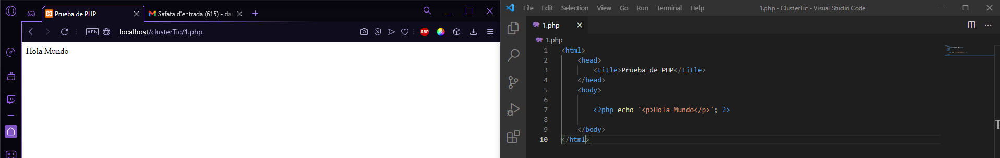 Prueba de PHP
Safata d'entrada (615) - da
VPN
localhost/clusterTic/1.php
ABP
Hola Mundo
File Edit Selection View Go Run Terminal Help
1.php - ClusterTic - Visual Studio Code
1.php
1.php
1 <html>
2 <head>
3 <title>Prueba de PHP</title>
4 </head>
5 <body>
6
7 <?php echo '<p>Hola Mundo</p>'; ?>
8
9 </body>
10 </html>